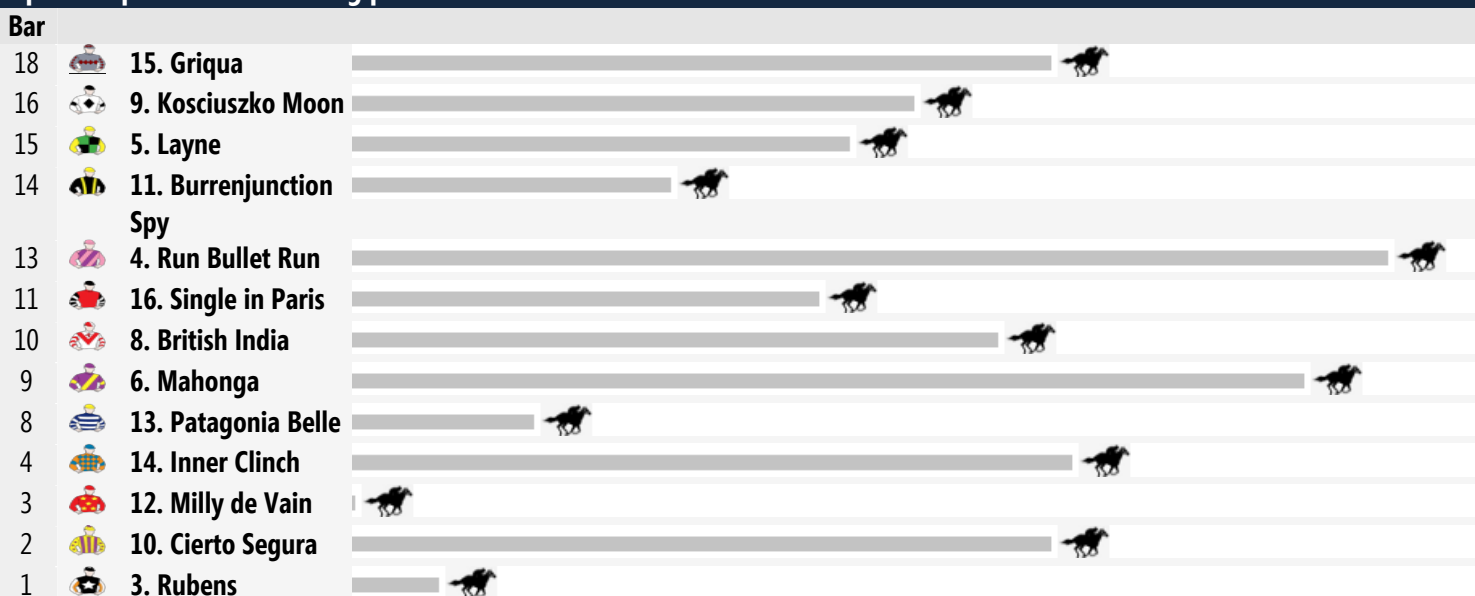 Bar
18 15. Griqua
16 9. Kosciuszko Moon
15 5. Layne
14 11. Burrenjunction
Spy
13 4. Run Bullet Run
11 16. Single in Paris
10 8. British India
9 6. Mahonga
8 13. Patagonia Belle
4 14. Inner Clinch
3 12. Milly de Vain
2 10. Cierto Segura
1 3. Rubens